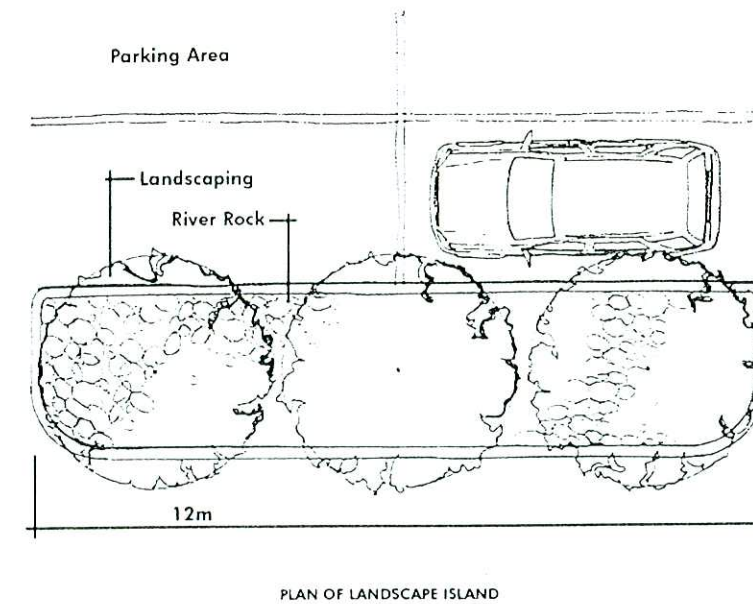 Parking Area
Landscaping
River Rock
12m
PLAN OF LANDSCAPE ISLAND